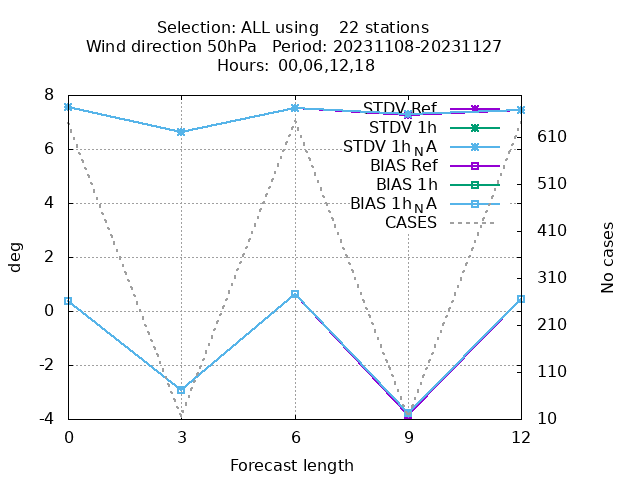 Selection: ALL using    22 stations
Wind direction 50hPa   Period: 20231108-20231127
Hours: 00,06,12,18
8
6
4
2
0
-2
-4
deg
STDV Ref
STDV 1h
STDV 1h_NA
BIAS Ref
BIAS 1h
BIAS 1h_NA
CASES
610
510
410
310
210
110
10
No cases
0 3 6 9 12
Forecast length